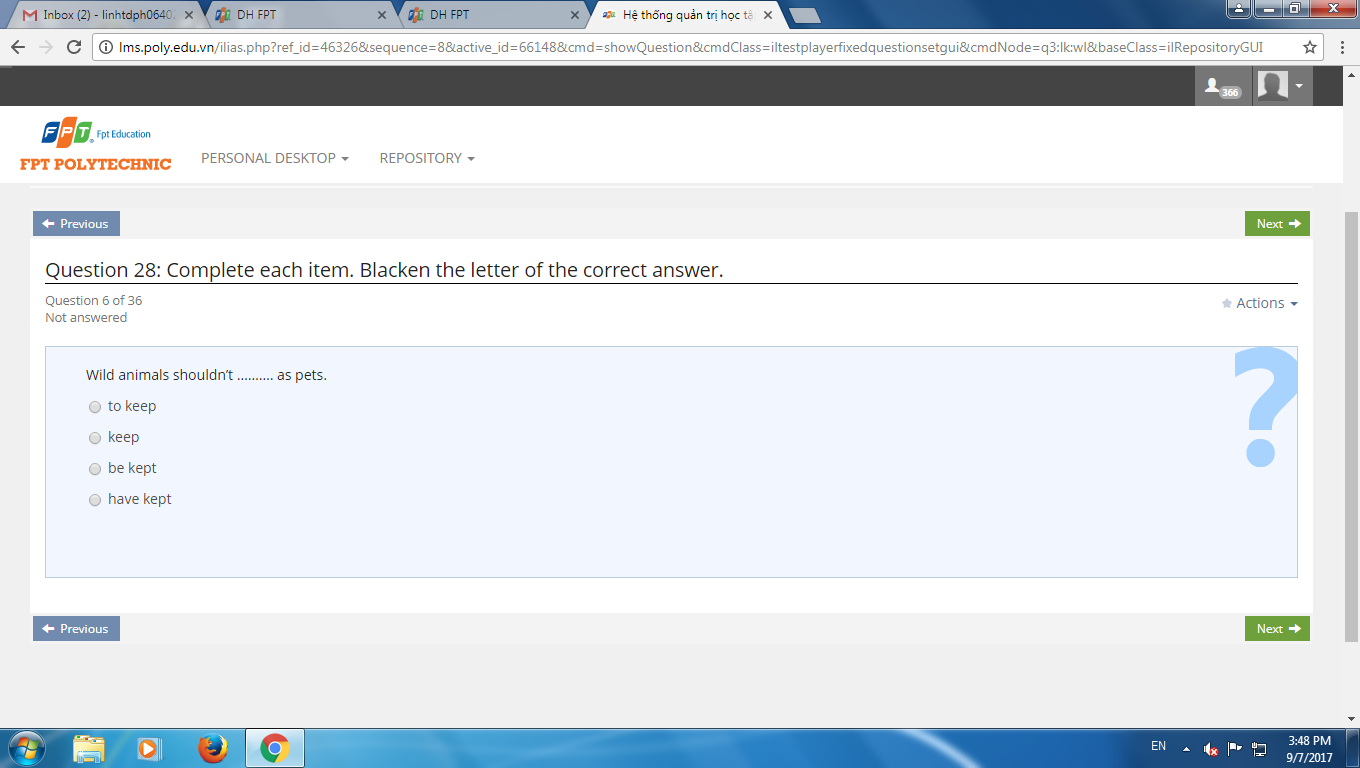 Inbox (2) - linhtdph0640
DH FPT
DH FPT
Hệ thống quản trị học tậ
lms.poly.edu.vn/ilias.php?ref_id=46326&sequence=8&active_id=66148&cmd=showQuestion&cmdClass=iltestplayerfixedquestionsetgui&cmdNode=q3:lk:wl&baseClass=ilRepositoryGUI
366
FPT Fpt Education
FPT POLYTECHNIC
PERSONAL DESKTOP
REPOSITORY
Previous
Next
Question 28: Complete each item. Blacken the letter of the correct answer.
Question 6 of 36
Not answered
Actions
?
Wild animals shouldn’t .......... as pets.
to keep
keep
be kept
have kept
Previous
Next
EN
3:48 PM
9/7/2017